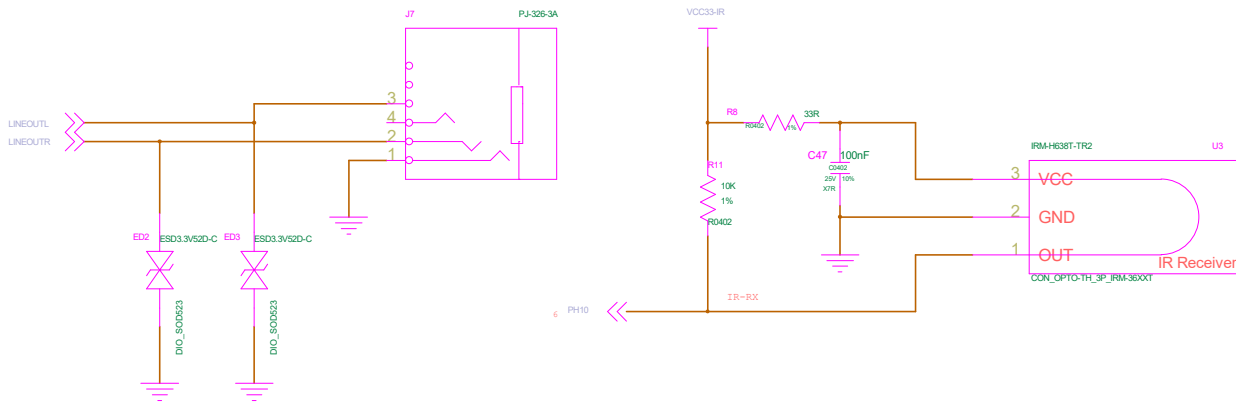 J7
PJ-326-3A
3
4
2
1
LINEOUTL
LINEOUTR
ED2
ESD3.3V52D-C
ED3
ESD3.3V52D-C
DIO_SOD523
DIO_SOD523
VCC33-IR
R8
33R
R0402
1%
C47
100nF
C0402
25V
10%
X7R
R11
10K
1%
R0402
IRM-H638T-TR2
U3
3
VCC
2
GND
1
OUT
IR Receiver
CON_OPTO-TH_3P_IRM-36XXT
IR-RX
6
PH10